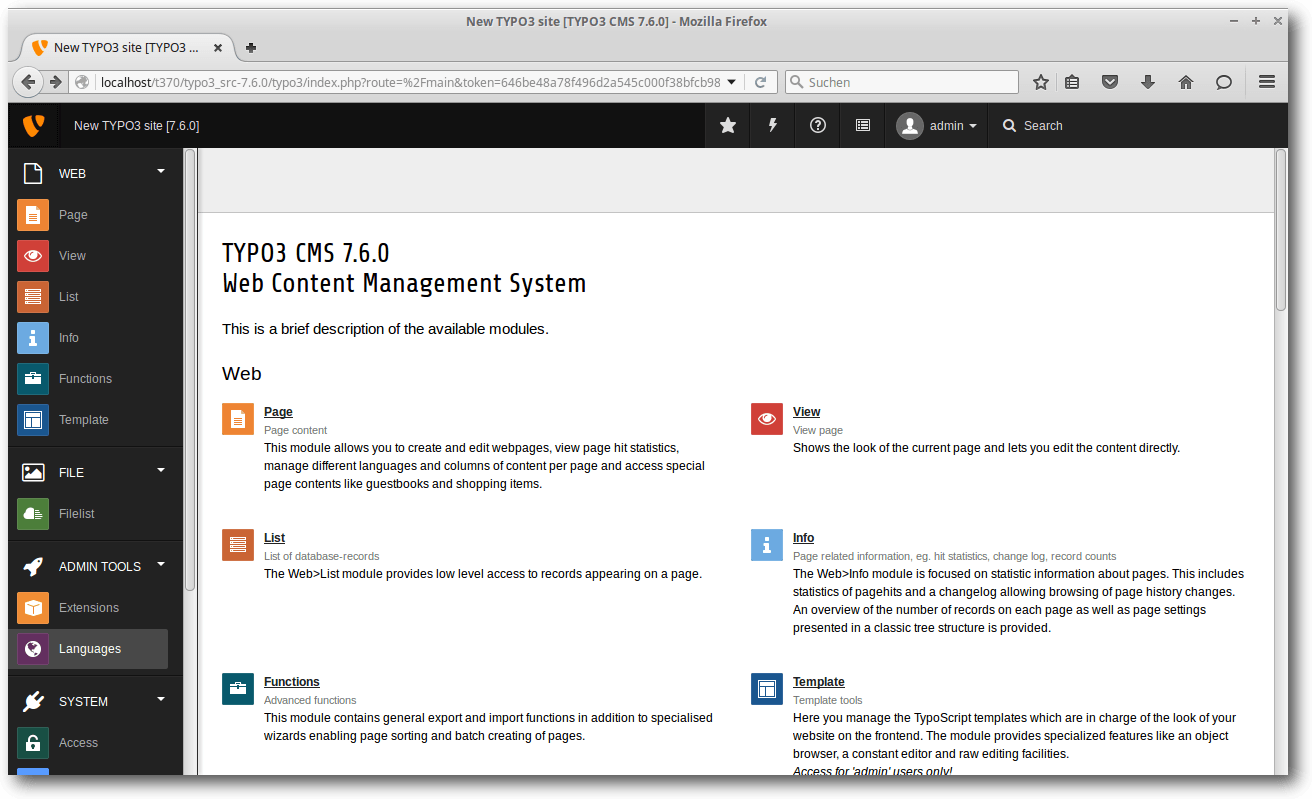 New TYPO3 site [TYPO3 CMS 7.6.0] - Mozilla Firefox
New TYPO3 site [TYPO3 ...
localhost/t370/typo3_src-7.6.0/typo3/index.php?route=%2Fmain&token=646be48a78f496d2a545c000f38bfcb98
Suchen
New TYPO3 site [7.6.0]
admin
Search
WEB
Page
View
List
Info
Functions
Template
FILE
Filelist
ADMIN TOOLS
Extensions
Languages
SYSTEM
Access
TYPO3 CMS 7.6.0
Web Content Management System
This is a brief description of the available modules.
Web
Page
Page content
This module allows you to create and edit webpages, view page hit statistics,
manage different languages and columns of content per page and access special
page contents like guestbooks and shopping items.
View
View page
Shows the look of the current page and lets you edit the content directly.
List
List of database-records
The Web>List module provides low level access to records appearing on a page.
Info
Page related information, eg. hit statistics, change log, record counts
The Web>Info module is focused on statistic information about pages. This includes
statistics of pagehits and a changelog allowing browsing of page history changes.
An overview of the number of records on each page as well as page settings
presented in a classic tree structure is provided.
Functions
Advanced functions
This module contains general export and import functions in addition to specialised
wizards enabling page sorting and batch creating of pages.
Template
Template tools
Here you manage the TypoScript templates which are in charge of the look of your
website on the frontend. The module provides specialized features like an object
browser, a constant editor and raw editing facilities.
Access for 'admin' users only!